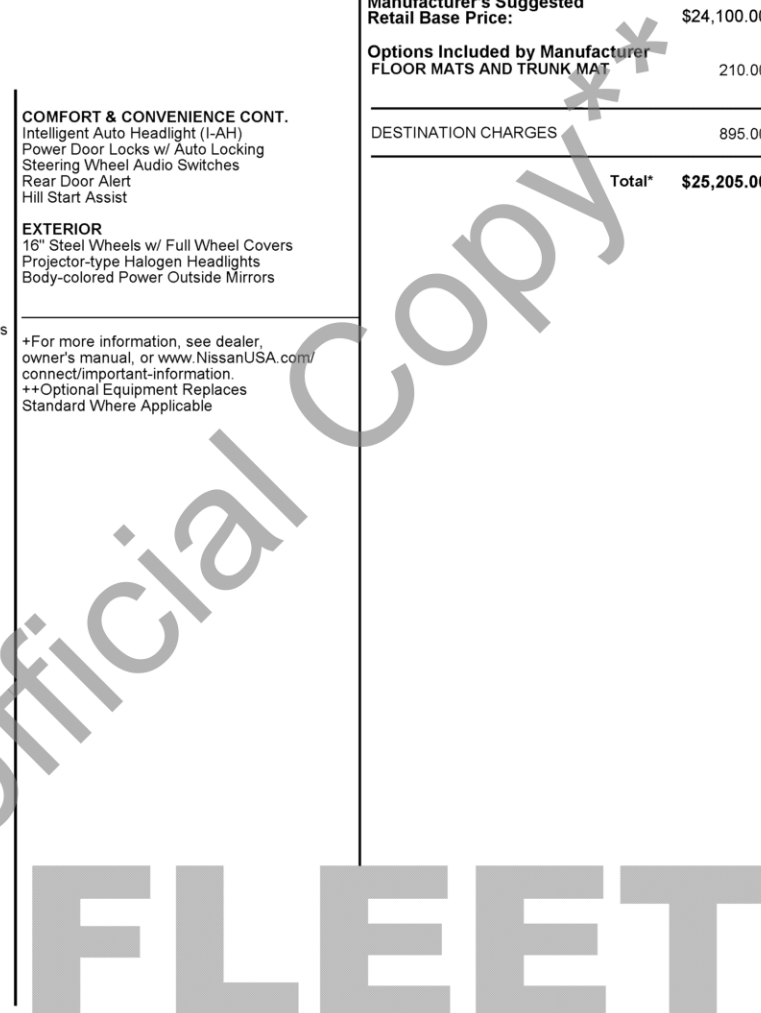 s
COMFORT & CONVENIENCE CONT.
Intelligent Auto Headlight (I-AH)
Power Door Locks w/ Auto Locking
Steering Wheel Audio Switches
Rear Door Alert
Hill Start Assist
EXTERIOR
16" Steel Wheels w/ Full Wheel Covers
Projector-type Halogen Headlights
Body-colored Power Outside Mirrors
+For more information, see dealer,
owner's manual, or www.NissanUSA.com/
connect/important-information.
++Optional Equipment Replaces
Standard Where Applicable
Manufacturer's Suggested
Retail Base Price: $24,100.00
Options Included by Manufacturer
FLOOR MATS AND TRUNK MAT 210.00
DESTINATION CHARGES 895.00
Total* $25,205.00
fficial Copy**
FLEET